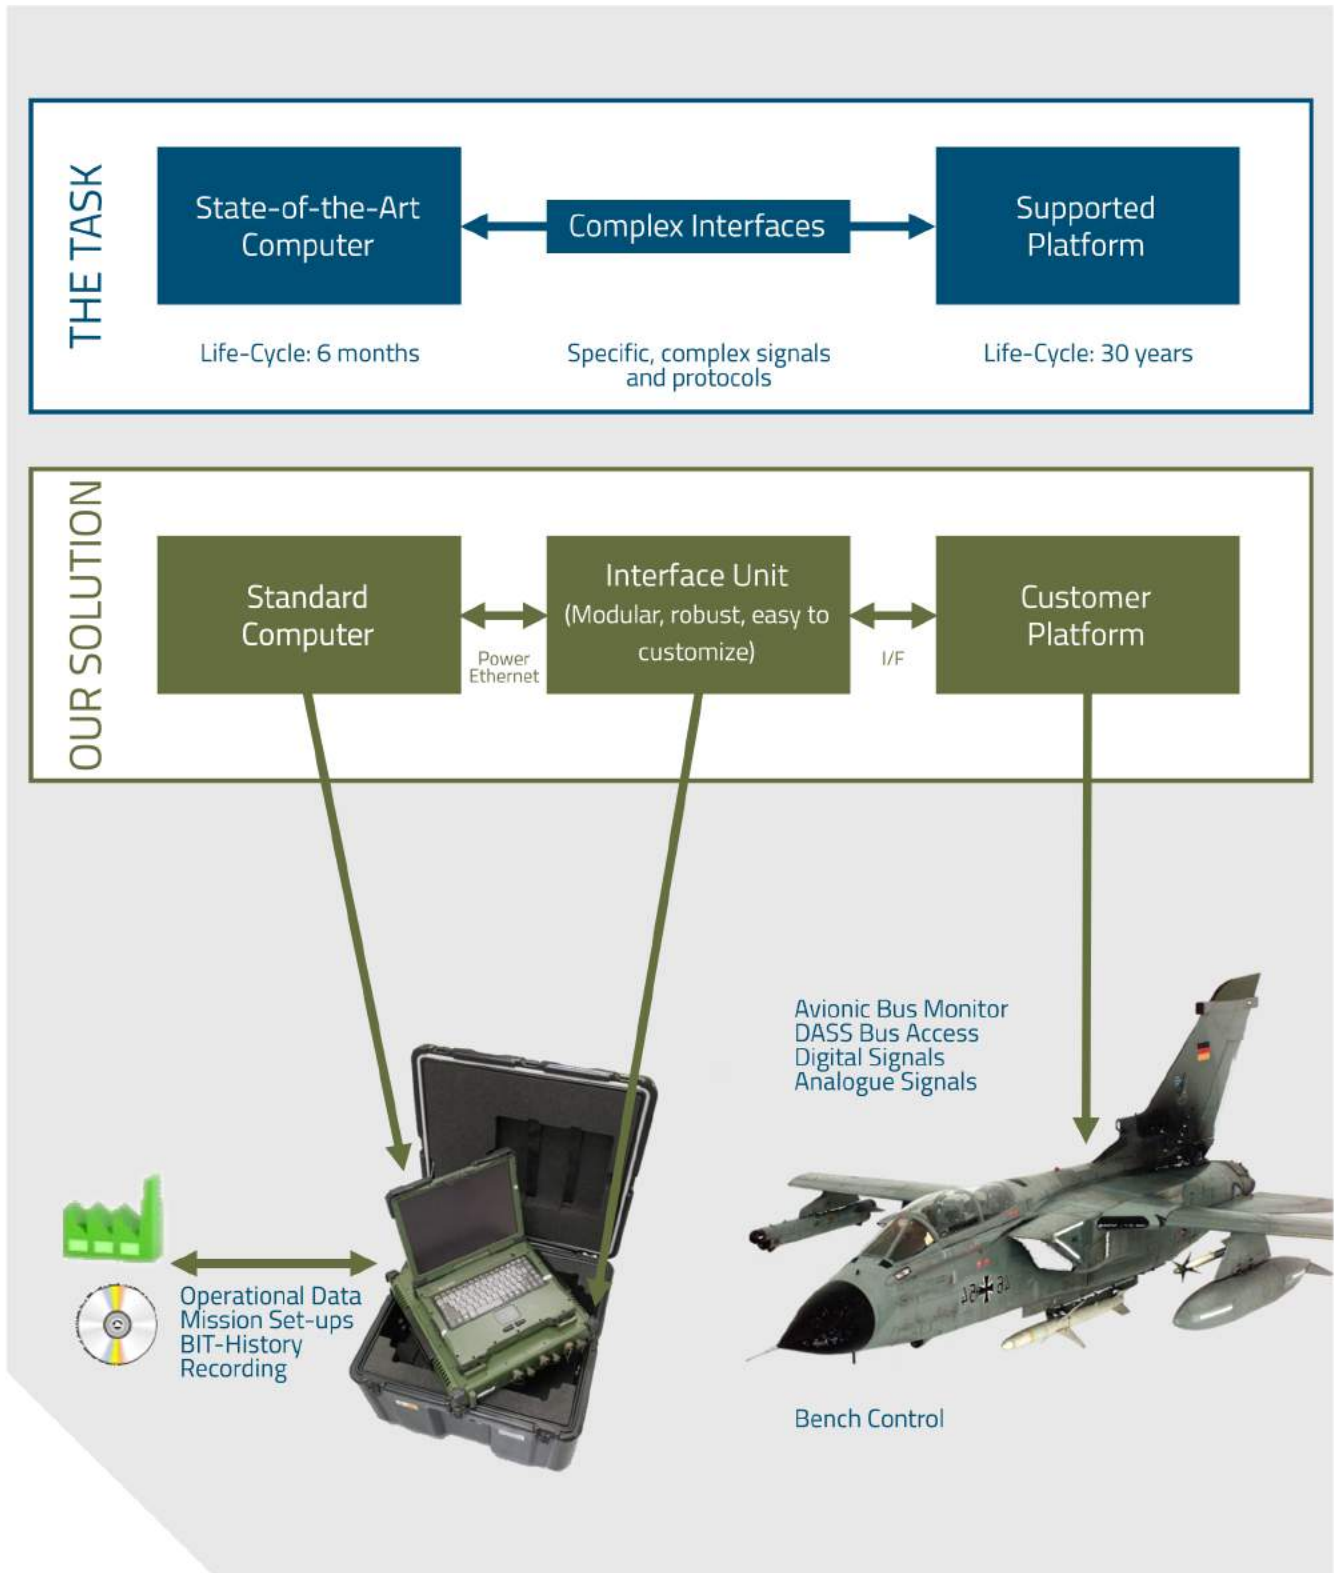 THE TASK
State-of-the-Art
Computer
Complex Interfaces
Supported
Platform
Life-Cycle: 6 months
Specific, complex signals
and protocols
Life-Cycle: 30 years
OUR SOLUTION
Standard
Computer
Power
Ethernet
Interface Unit
(Modular, robust, easy to
customize)
I/F
Customer
Platform
Avionic Bus Monitor
DASS Bus Access
Digital Signals
Analogue Signals
Operational Data
Mission Set-ups
BIT-History
Recording
Bench Control